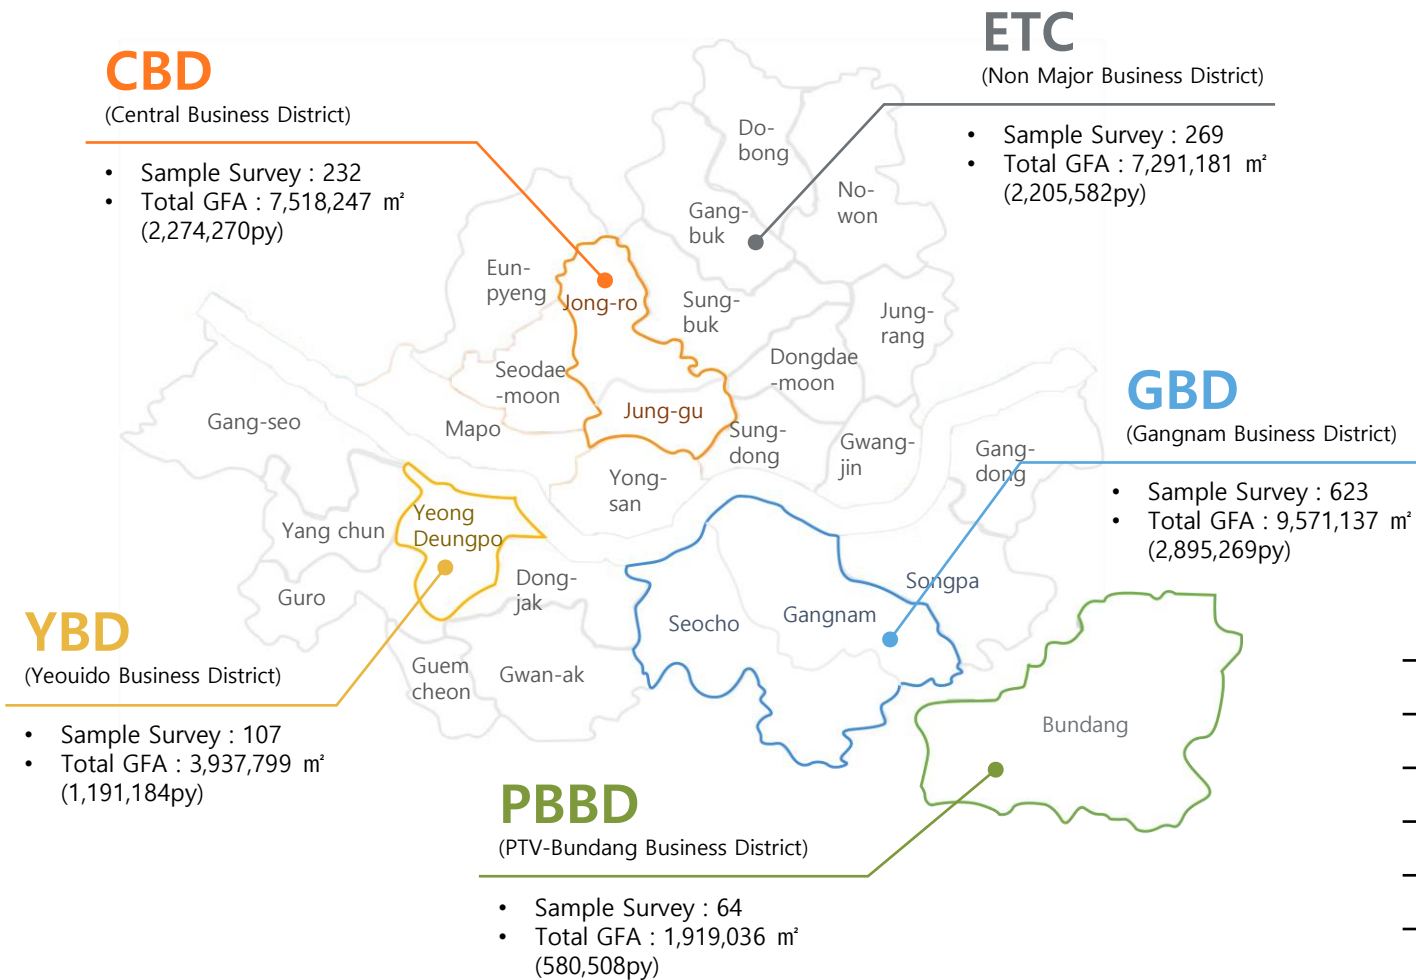 CBD
(Central Business District)
• Sample Survey : 232
• Total GFA : 7,518,247 ㎡
(2,274,270py)
ETC
(Non Major Business District)
• Sample Survey : 269
• Total GFA : 7,291,181 ㎡
(2,205,582py)
Do-
bong
No-
won
Gang-
buk
Eun-
pyeng
Jong-ro
Sung-
buk
Jung-
rang
Dongdae
-moon
Seodae
-moon
Jung-gu
Gang-seo
Mapo
Sung-
dong
Gwang-
jin
Gang-
dong
Yong-
san
GBD
(Gangnam Business District)
• Sample Survey : 623
• Total GFA : 9,571,137 ㎡
(2,895,269py)
Yang chun
Yeong
Deungpo
Guro
Dong-
jak
Songpa
Seocho
Gangnam
Guem
cheon
Gwan-ak
Bundang
YBD
(Yeouido Business District)
• Sample Survey : 107
• Total GFA : 3,937,799 ㎡
(1,191,184py)
PBBD
(PTV-Bundang Business District)
• Sample Survey : 64
• Total GFA : 1,919,036 ㎡
(580,508py)